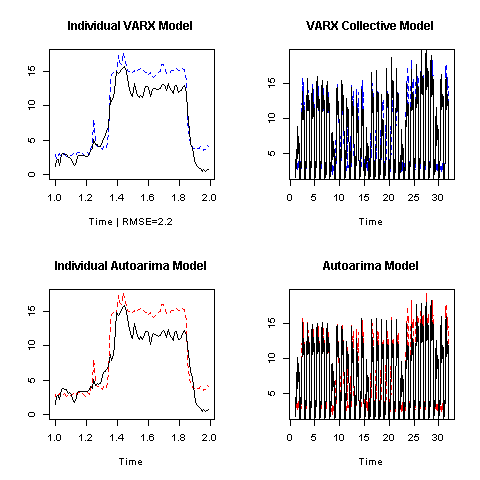 Individual VARX Model
VARX Collective Model
15
10
5
0
1.0 1.2 1.4 1.6 1.8 2.0
Time | RMSE=2.2
15
10
5
0 5 10 15 20 25 30
Time
Individual Autoarima Model
Autoarima Model
15
10
5
0
1.0 1.2 1.4 1.6 1.8 2.0
Time
15
10
5
0 5 10 15 20 25 30
Time